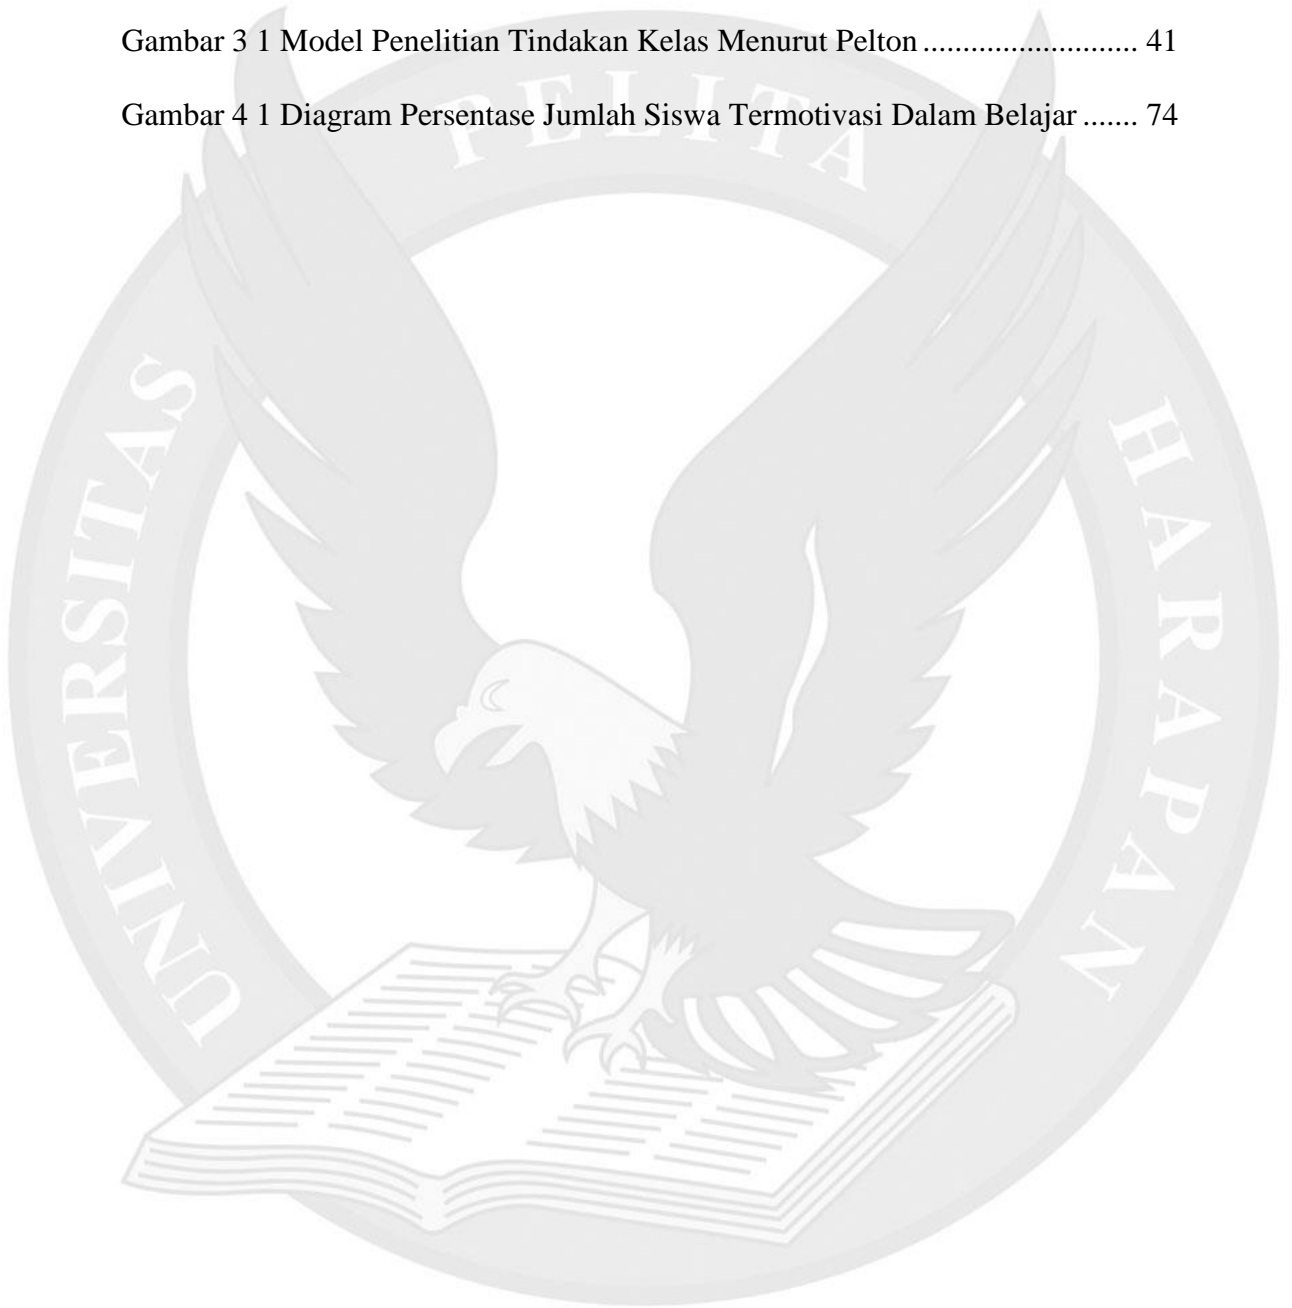 Gambar 3 1 Model Penelitian Tindakan Kelas Menurut Pelton ........................... 41
Gambar 4 1 Diagram Persentase Jumlah Siswa Termotivasi Dalam Belajar ....... 74
UNIVERSITAS PELITA HARAPAN